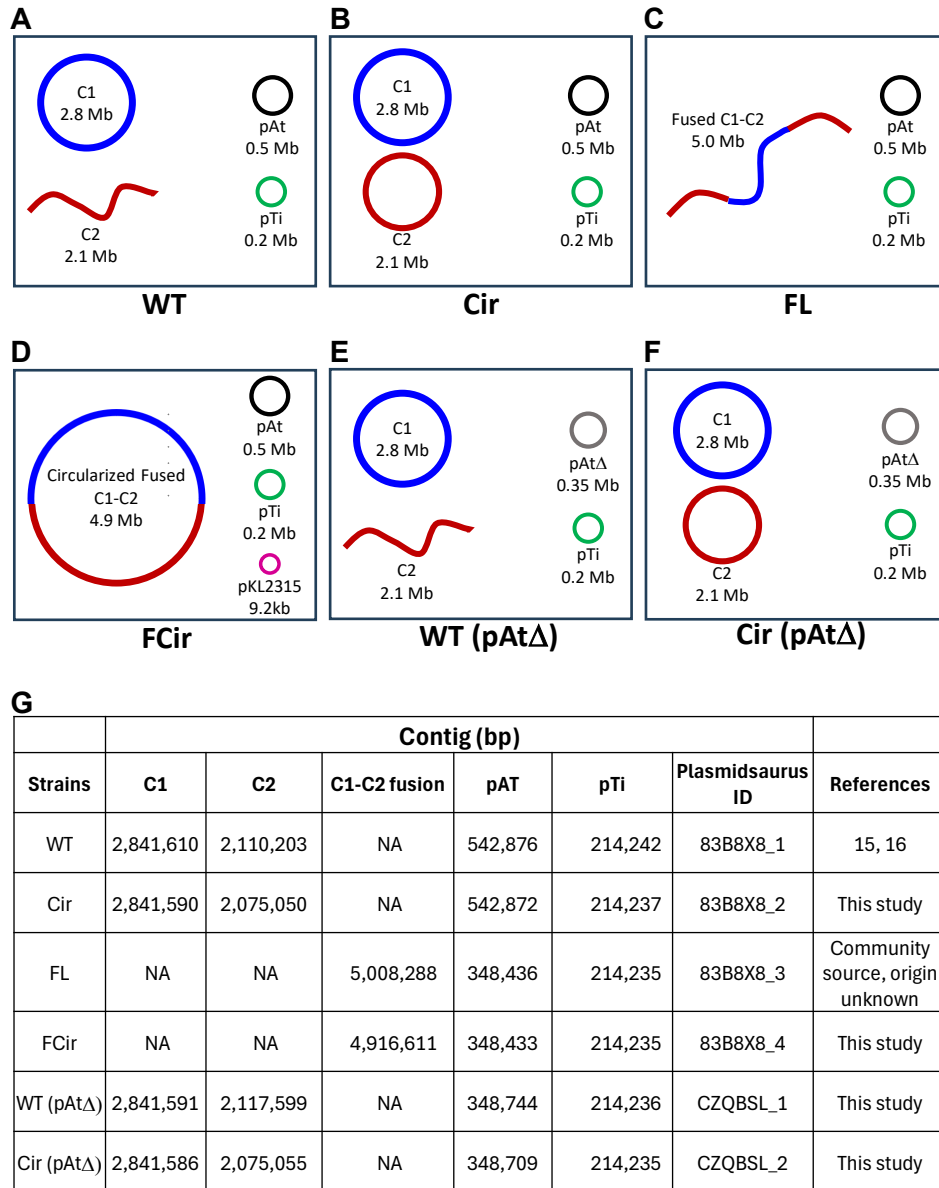 A
C1
2.8 Mb
pAt
0.5 Mb
pTi
0.2 Mb
C2
2.1 Mb
WT
B
C1
2.8 Mb
pAt
0.5 Mb
pTi
0.2 Mb
C2
2.1 Mb
Cir
C
Fused C1-C2
5.0 Mb
pAt
0.5 Mb
pTi
0.2 Mb
FL
D
Circularized Fused
C1-C2
4.9 Mb
pAt
0.5 Mb
pTi
0.2 Mb
pKL2315
9.2kb
FCir
E
C1
2.8 Mb
pAtΔ
0.35 Mb
pTi
0.2 Mb
C2
2.1 Mb
WT (pAtΔ)
F
C1
2.8 Mb
pAtΔ
0.35 Mb
pTi
0.2 Mb
C2
2.1 Mb
Cir (pAtΔ)
G
Contig (bp)
Strains C1 C2 C1-C2 fusion pAT pTi Plasmidsaurus ID References
WT 2,841,610 2,110,203 NA 542,876 214,242 83B8X8_1 15, 16
Cir 2,841,590 2,075,050 NA 542,872 214,237 83B8X8_2 This study
FL NA NA 5,008,288 348,436 214,235 83B8X8_3 Community source, origin unknown
FCir NA NA 4,916,611 348,433 214,235 83B8X8_4 This study
WT (pAtΔ) 2,841,591 2,117,599 NA 348,744 214,236 CZQBSL_1 This study
Cir (pAtΔ) 2,841,586 2,075,055 NA 348,709 214,235 CZQBSL_2 This study